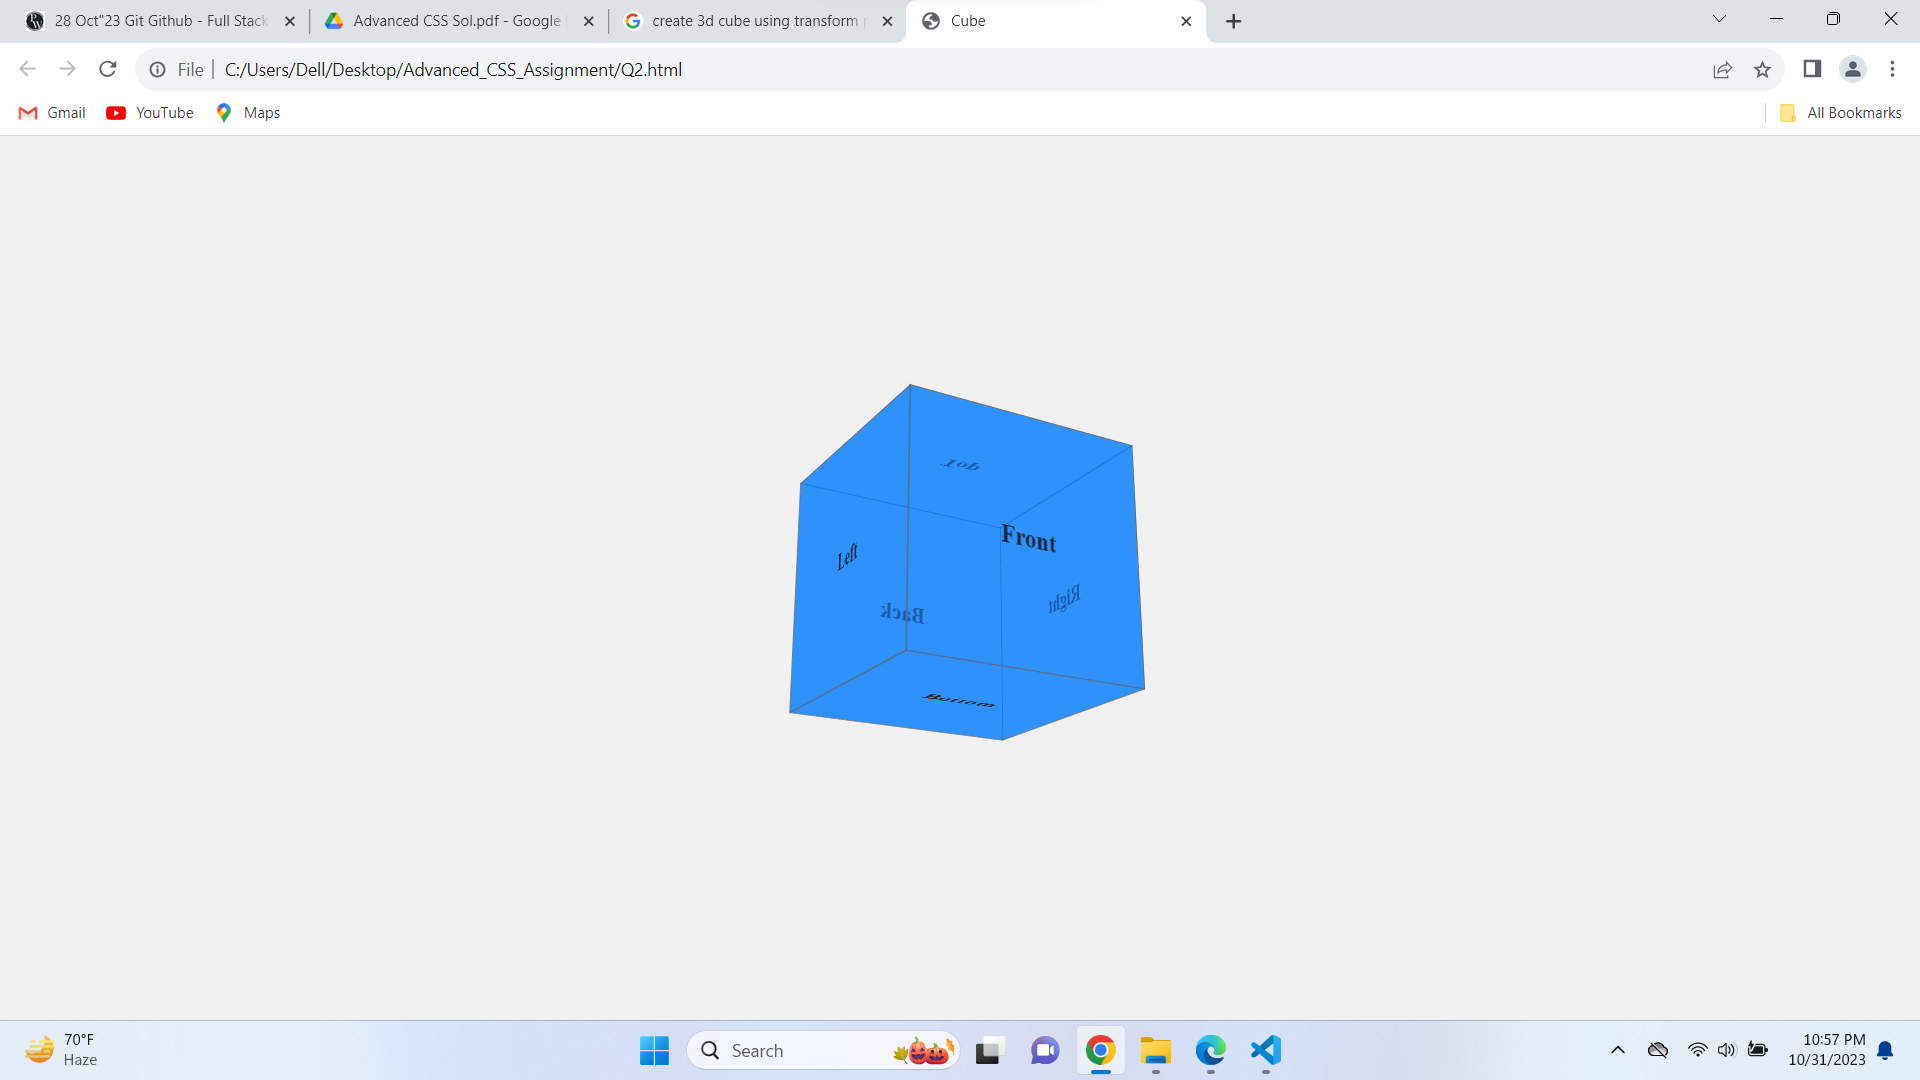 28 Oct"23 Git Github - Full Stack
Advanced CSS Sol.pdf - Google
create 3d cube using transform
Cube
File
C:/Users/Dell/Desktop/Advanced_CSS_Assignment/Q2.html
Gmail
YouTube
Maps
All Bookmarks
Top
Front
Left
Right
Back
Bottom
70°F
Haze
Search
10:57 PM
10/31/2023